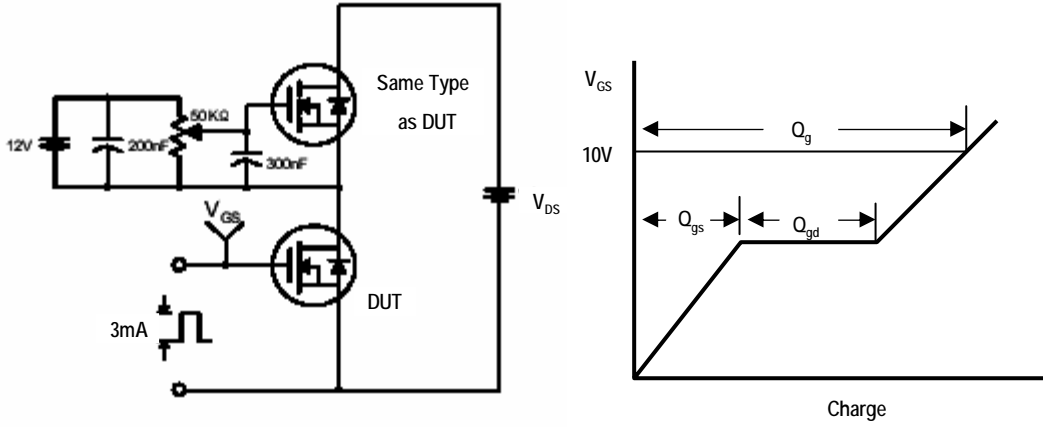 Same Type
as DUT
50KΩ
12V
200nF
300nF
V_GS
V_DS
DUT
3mA
V_GS
Q_g
10V
Q_gs
Q_gd
Charge